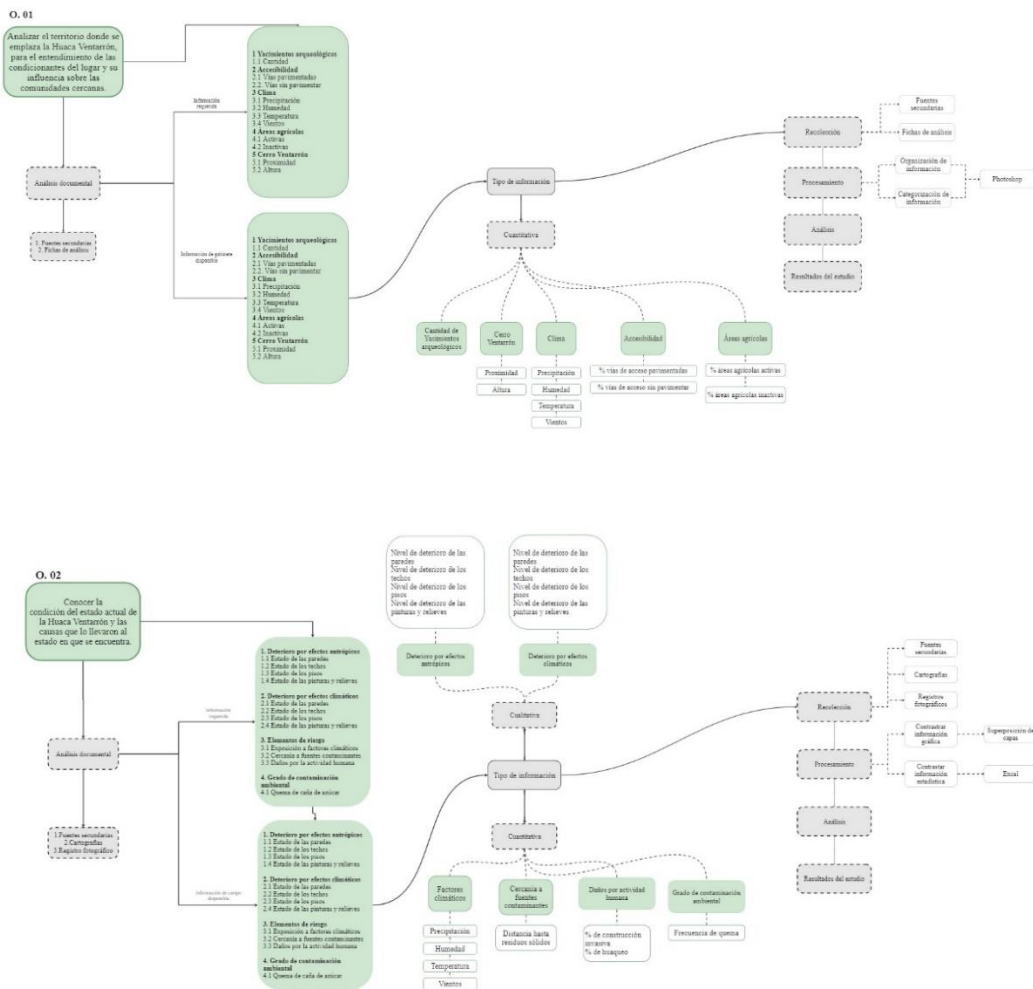 O. 01
Analizar el territorio donde se
emplaza la Huaca Ventarrón,
para el entendimiento de las
condicionantes del lugar y su
influencia sobre las
comunidades cercanas.
Análisis documental
1. Fuentes secundarias
2. Fichas de análisis
Información
requerida
1 Yacimientos arqueológicos
1.1 Cantidad
2 Accesibilidad
2.1 Vías pavimentadas
2.2. Vías sin pavimentar
3 Clima
3.1 Precipitación
3.2 Humedad
3.3 Temperatura
3.4 Vientos
4 Áreas agrícolas
4.1 Activas
4.2 Inactivas
5 Cerro Ventarrón
5.1 Proximidad
5.2 Altura
Información de gabinete
disponible
1 Yacimientos arqueológicos
1.1 Cantidad
2 Accesibilidad
2.1 Vías pavimentadas
2.2. Vías sin pavimentar
3 Clima
3.1 Precipitación
3.2 Humedad
3.3 Temperatura
3.4 Vientos
4 Áreas agrícolas
4.1 Activas
4.2 Inactivas
5 Cerro Ventarrón
5.1 Proximidad
5.2 Altura
Tipo de información
Cuantitativa
Cantidad de
Yacimientos
arqueológicos
Cerro
Ventarrón
Proximidad
Altura
Clima
Precipitación
Humedad
Temperatura
Vientos
Accesibilidad
% vías de acceso pavimentadas
% vías de acceso sin pavimentar
Áreas agrícolas
% áreas agrícolas activas
% áreas agrícolas inactivas
Recolección
Fuentes
secundarias
Fichas de análisis
Procesamiento
Organización de
información
Categorización de
información
Photoshop
Análisis
Resultados del estudio
O. 02
Conocer la
condición del estado actual de
la Huaca Ventarrón y las
causas que lo llevaron al
estado en que se encuentra.
Análisis documental
1.Fuentes secundarias
2.Cartografías
3.Registro fotográfico
Información
requerida
1. Deterioro por efectos antrópicos
1.1 Estado de las paredes
1.2 Estado de los techos
1.3 Estado de los pisos
1.4 Estado de las pinturas y relieves
2. Deterioro por efectos climáticos
2.1 Estado de las paredes
2.2 Estado de los techos
2.3 Estado de los pisos
2.4 Estado de las pinturas y relieves
3. Elementos de riesgo
3.1 Exposición a factores climáticos
3.2 Cercanía a fuentes contaminantes
3.3 Daños por la actividad humana
4. Grado de contaminación
ambiental
4.1 Quema de caña de azúcar
Información de campo
disponible
1. Deterioro por efectos antrópicos
1.1 Estado de las paredes
1.2 Estado de los techos
1.3 Estado de los pisos
1.4 Estado de las pinturas y relieves
2. Deterioro por efectos climáticos
2.1 Estado de las paredes
2.2 Estado de los techos
2.3 Estado de los pisos
2.4 Estado de las pinturas y relieves
3. Elementos de riesgo
3.1 Exposición a factores climáticos
3.2 Cercanía a fuentes contaminantes
3.3 Daños por la actividad humana
4. Grado de contaminación
ambiental
4.1 Quema de caña de azúcar
Nivel de deterioro de las
paredes
Nivel de deterioro de los
techos
Nivel de deterioro de los
pisos
Nivel de deterioro de las
pinturas y relieves
Nivel de deterioro de las
paredes
Nivel de deterioro de los
techos
Nivel de deterioro de los
pisos
Nivel de deterioro de las
pinturas y relieves
Deterioro por efectos
antrópicos
Deterioro por efectos
climáticos
Cualitativa
Tipo de información
Cuantitativa
Factores
climáticos
Precipitación
Humedad
Temperatura
Vientos
Cercanía a
fuentes
contaminantes
Distancia hasta
residuos sólidos
Daños por actividad
humana
% de construcción
invasiva
% de huaqueo
Grado de contaminación
ambiental
Frecuencia de quema
Recolección
Fuentes
secundarias
Cartografías
Registros
fotográficos
Procesamiento
Contrastar
información
gráfica
Superposición de
capas
Contrastar
información
estadística
Excel
Análisis
Resultados del estudio